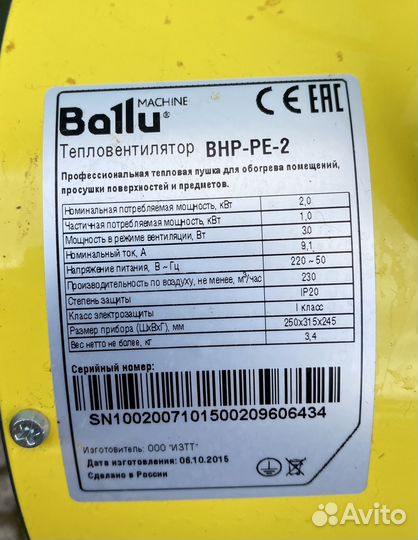 Ballu MACHINE ®
CE EAC
Тепловентилятор BHP-PE-2
Профессиональная тепловая пушка для обогрева помещений,
просушки поверхностей и предметов.
Номинальная потребляемая мощность, кВт 2,0
Частичная потребляемая мощность, кВт 1,0
Мощность в режиме вентиляции, Вт 30
Номинальный ток, А 9,1
Напряжение питания, В ~ Гц 220 ~ 50
Производительность по воздуху, не менее, м³/час 230
Степень защиты IP20
Класс электрозащиты I класс
Размер прибора (ШхВхГ), мм 250х315х245
Вес нетто не более, кг 3,4
Серийный номер:
SN1002007101500209606434
Изготовитель: ООО "ИЗТТ"
Дата изготовления: 06.10.2015
Сделано в России
Avito